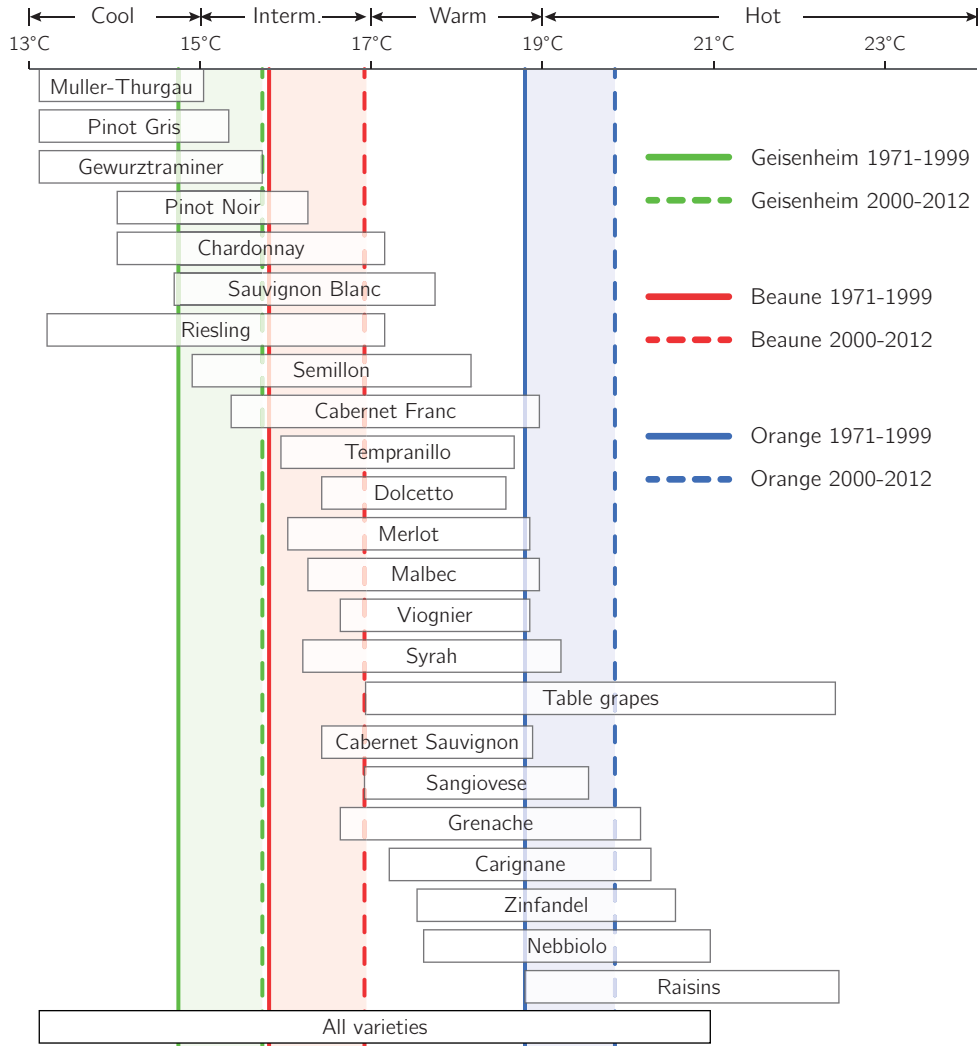 Cool Interm. Warm Hot
13°C 15°C 17°C 19°C 21°C 23°C
Muller-Thurgau
Pinot Gris
Gewurztraminer
Pinot Noir
Chardonnay
Sauvignon Blanc
Riesling
Semillon
Cabernet Franc
Tempranillo
Dolcetto
Merlot
Malbec
Viognier
Syrah
Table grapes
Cabernet Sauvignon
Sangiovese
Grenache
Carignane
Zinfandel
Nebbiolo
Raisins
All varieties
Geisenheim 1971-1999
Geisenheim 2000-2012
Beaune 1971-1999
Beaune 2000-2012
Orange 1971-1999
Orange 2000-2012